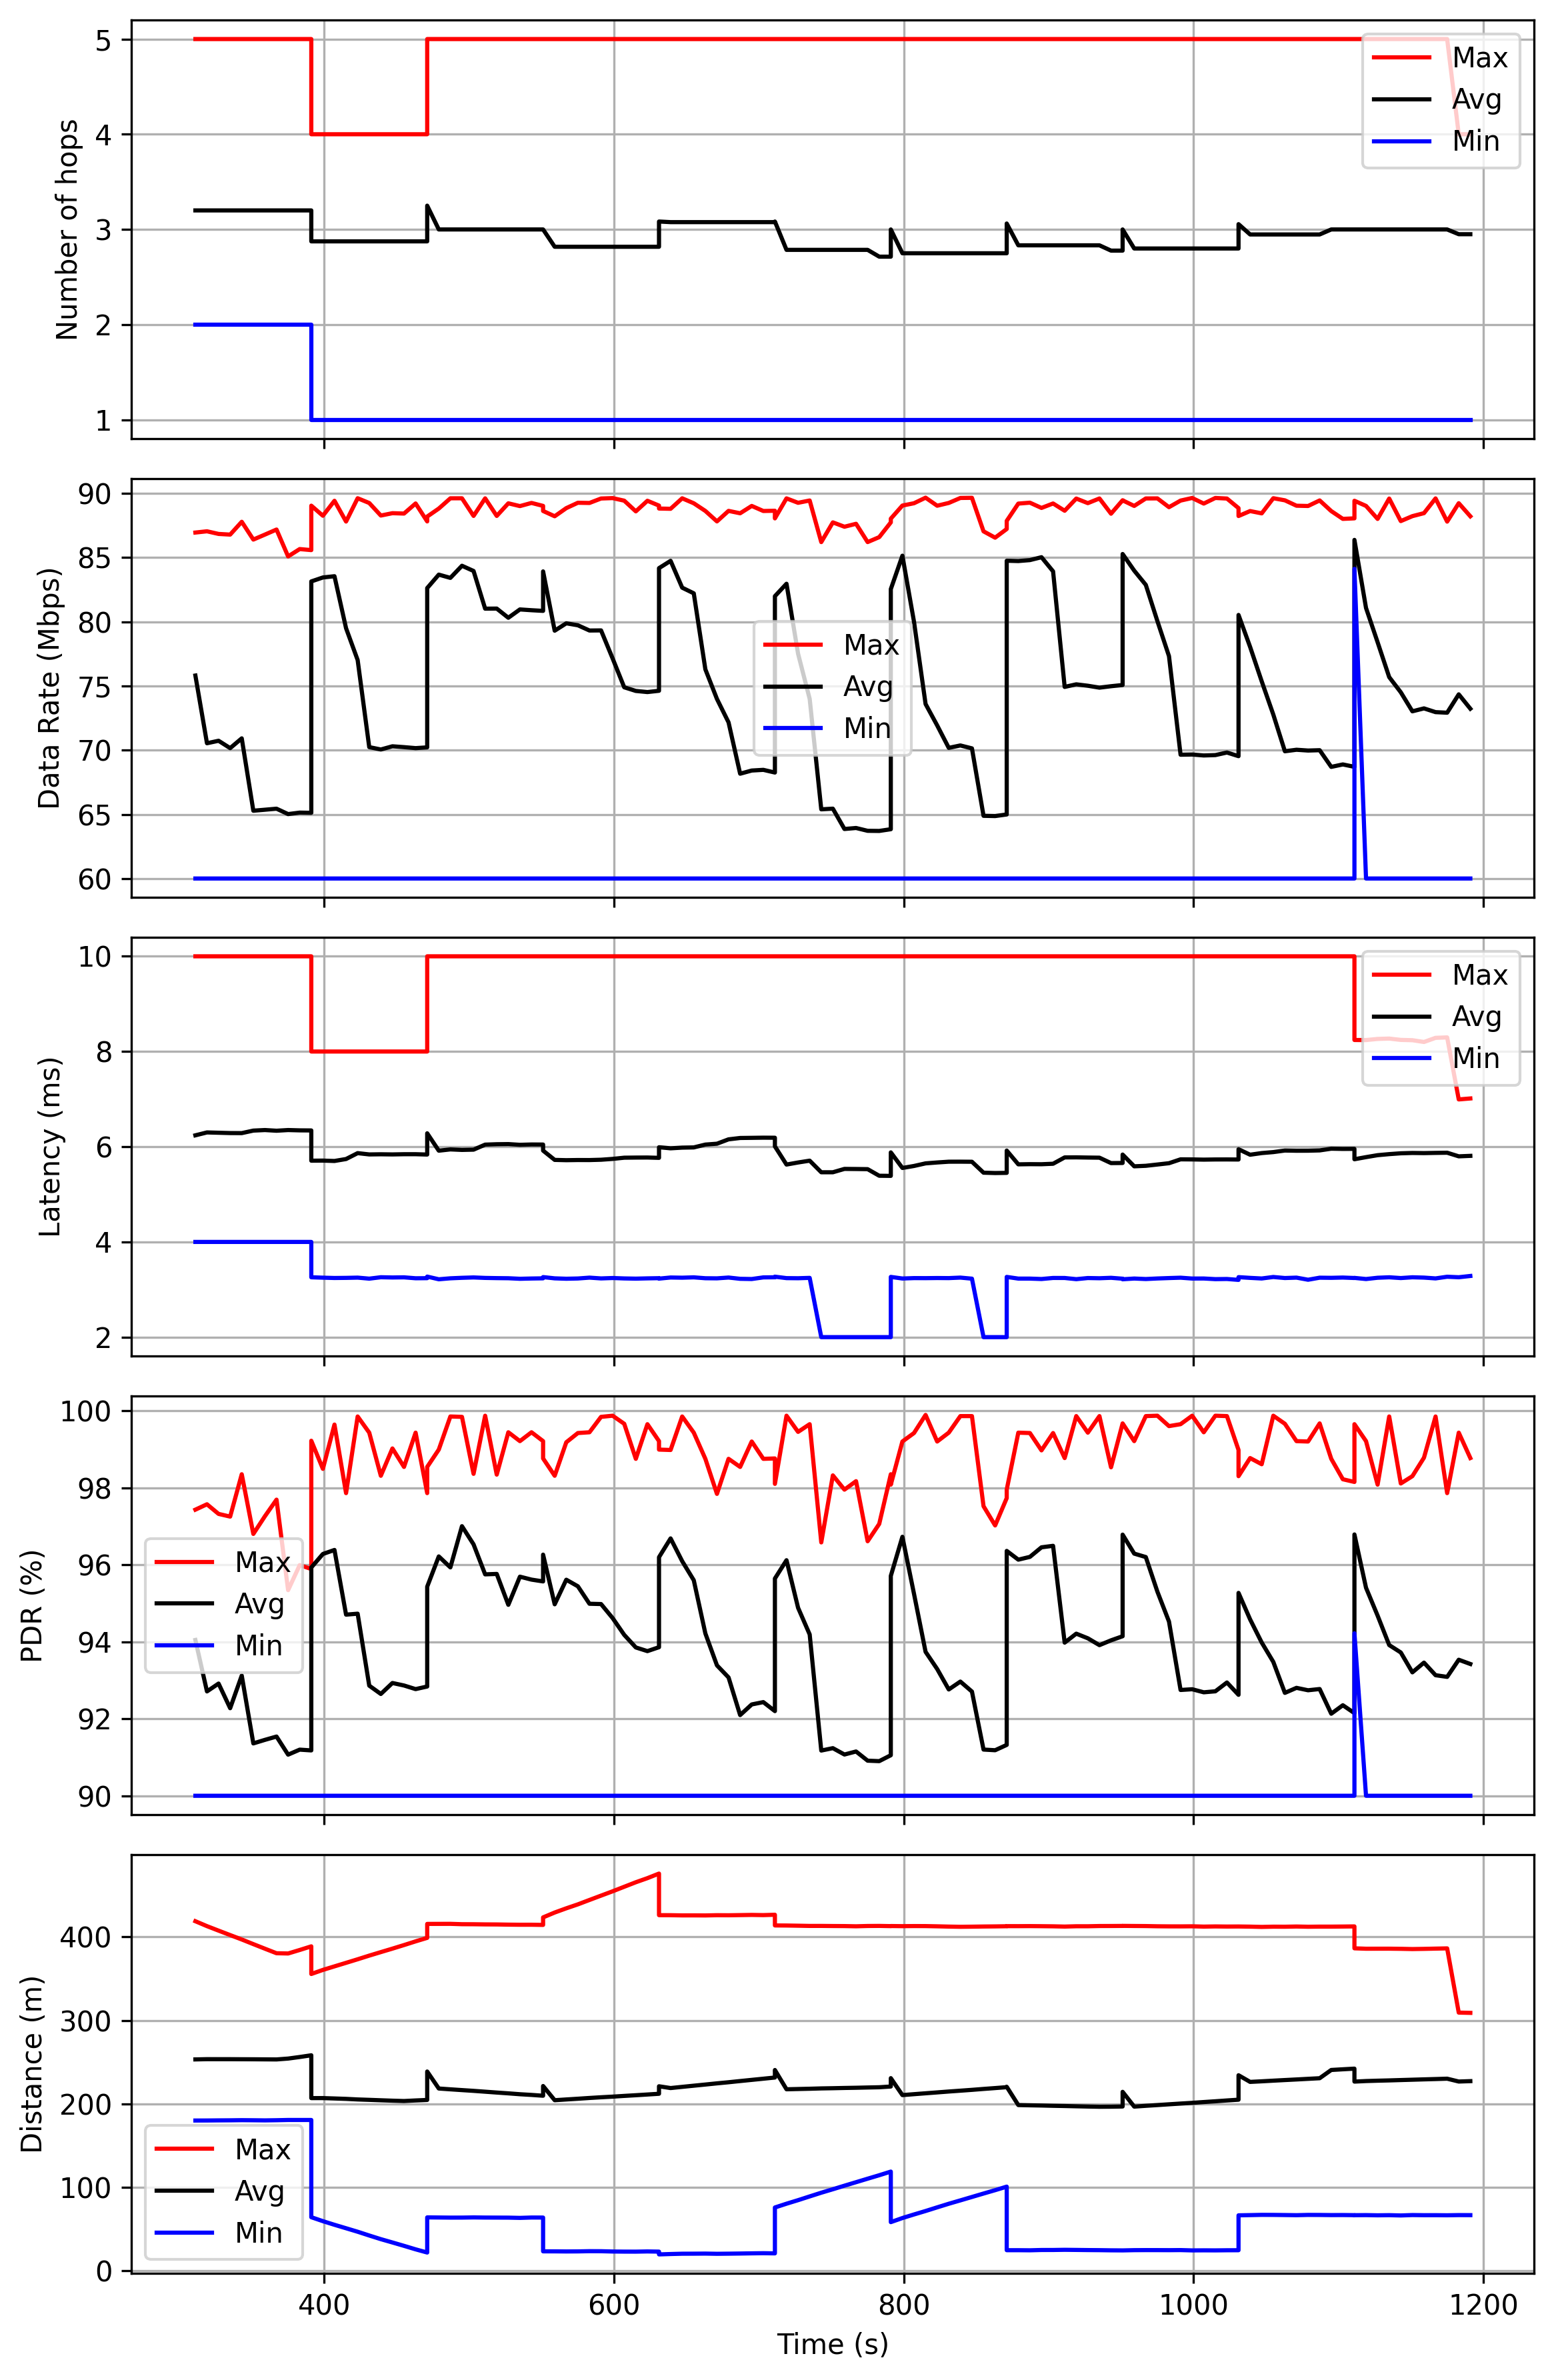 Number of hops
5
4
3
2
1
Max
Avg
Min
Data Rate (Mbps)
90
85
80
75
70
65
60
Max
Avg
Min
Latency (ms)
10
8
6
4
2
Max
Avg
Min
PDR (%)
100
98
96
94
92
90
Max
Avg
Min
Distance (m)
400
300
200
100
0
Max
Avg
Min
400 600 800 1000 1200
Time (s)